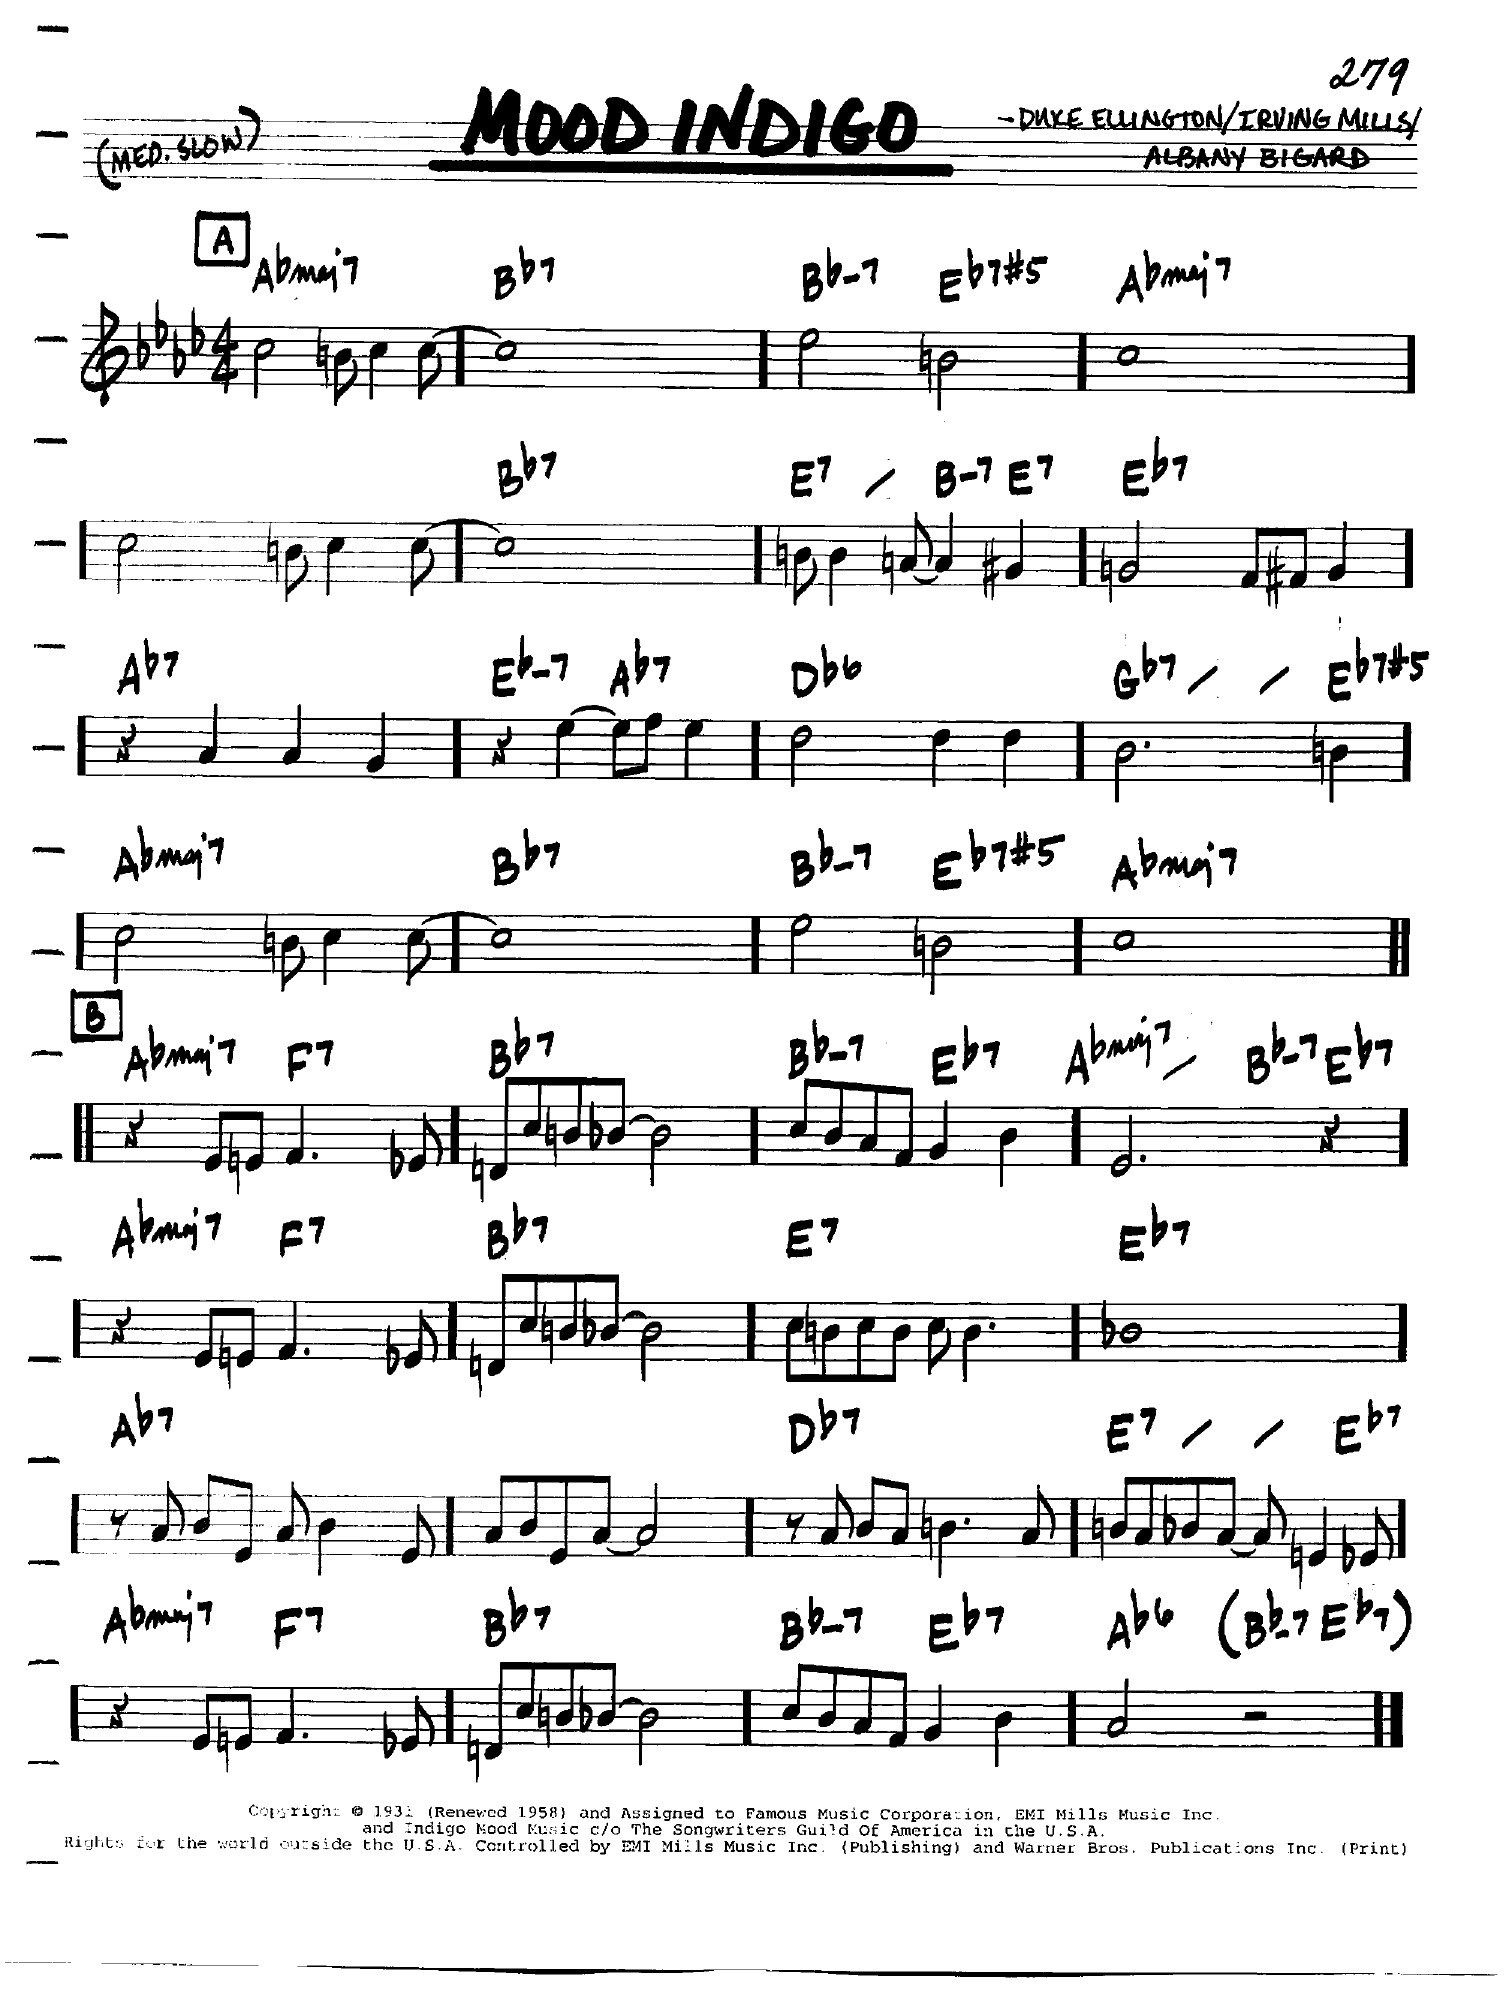 279
(MED. SLOW) MOOD INDIGO - DUKE ELLINGTON/IRVING MILLS/
ALBANY BIGARD
A
Abmaj7 Bb7 Bb-7 Eb7#5 Abmaj7
4
4
Bb7 E7 / B-7 E7 Eb7
Ab7 Eb-7 Ab7 Db6 Gb7 / / Eb7#5
Abmaj7 Bb7 Bb-7 Eb7#5 Abmaj7
B
Abmaj7 F7 Bb7 Bb-7 Eb7 Abmaj7 / Bb-7 Eb7
Abmaj7 F7 Bb7 E7 Eb7
Ab7 Db7 E7 / / Eb7
Abmaj7 F7 Bb7 Bb-7 Eb7 Ab6 (Bb-7 Eb7)
Copyright © 1931 (Renewed 1958) and Assigned to Famous Music Corporation, EMI Mills Music Inc.
and Indigo Mood Music c/o The Songwriters Guild Of America in the U.S.A.
Rights for the world outside the U.S.A. Controlled by EMI Mills Music Inc. (Publishing) and Warner Bros. Publications Inc. (Print)